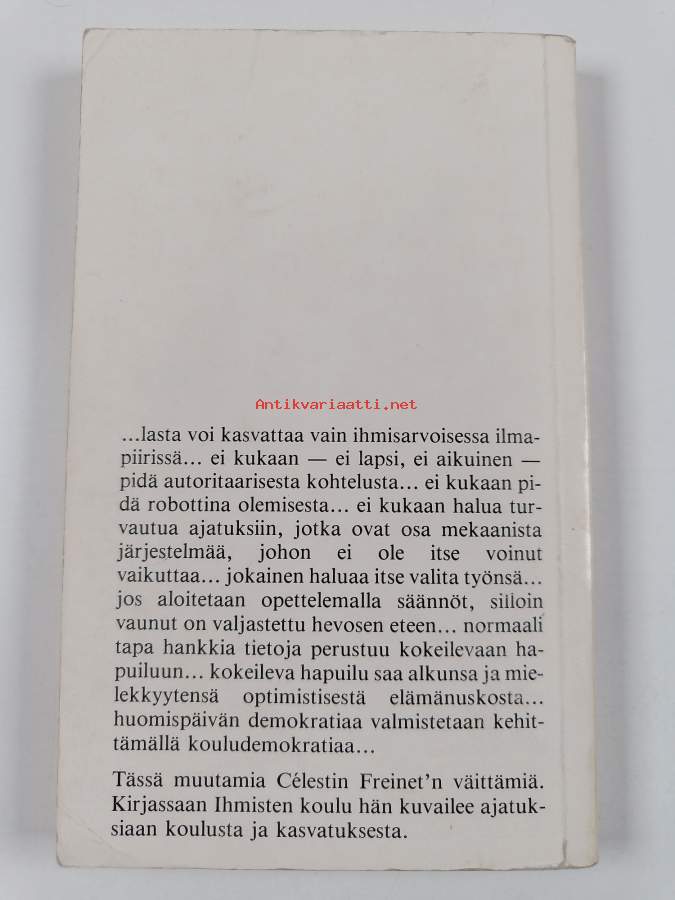 Antikvariaatti.net
...lasta voi kasvattaa vain ihmisarvoisessa ilma-
piirissä... ei kukaan — ei lapsi, ei aikuinen —
pidä autoritaarisesta kohtelusta... ei kukaan pi-
dä robottina olemisesta... ei kukaan halua tur-
vautua ajatuksiin, jotka ovat osa mekaanista
järjestelmää, johon ei ole itse voinut
vaikuttaa... jokainen haluaa itse valita työnsä...
jos aloitetaan opettelemalla säännöt, silloin
vaunut on valjastettu hevosen eteen... normaali
tapa hankkia tietoja perustuu kokeilevaan ha-
puiluun... kokeileva hapuilu saa alkunsa ja mie-
lekkyytensä optimistisestä elämänuskosta...
huomispäivän demokratiaa valmistetaan kehit-
tämällä kouludemokratiaa...
Tässä muutamia Célestin Freinet'n väittämiä.
Kirjassaan Ihmisten koulu hän kuvailee ajatuk-
siaan koulusta ja kasvatuksesta.